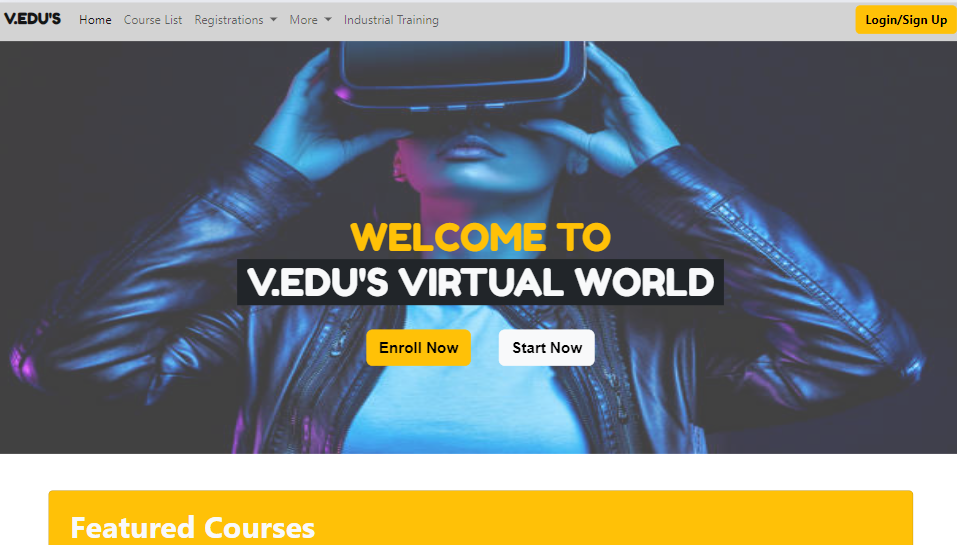 V.EDU'S Home Course List Registrations More Industrial Training Login/Sign Up
WELCOME TO
V.EDU'S VIRTUAL WORLD
Enroll Now Start Now
Featured Courses